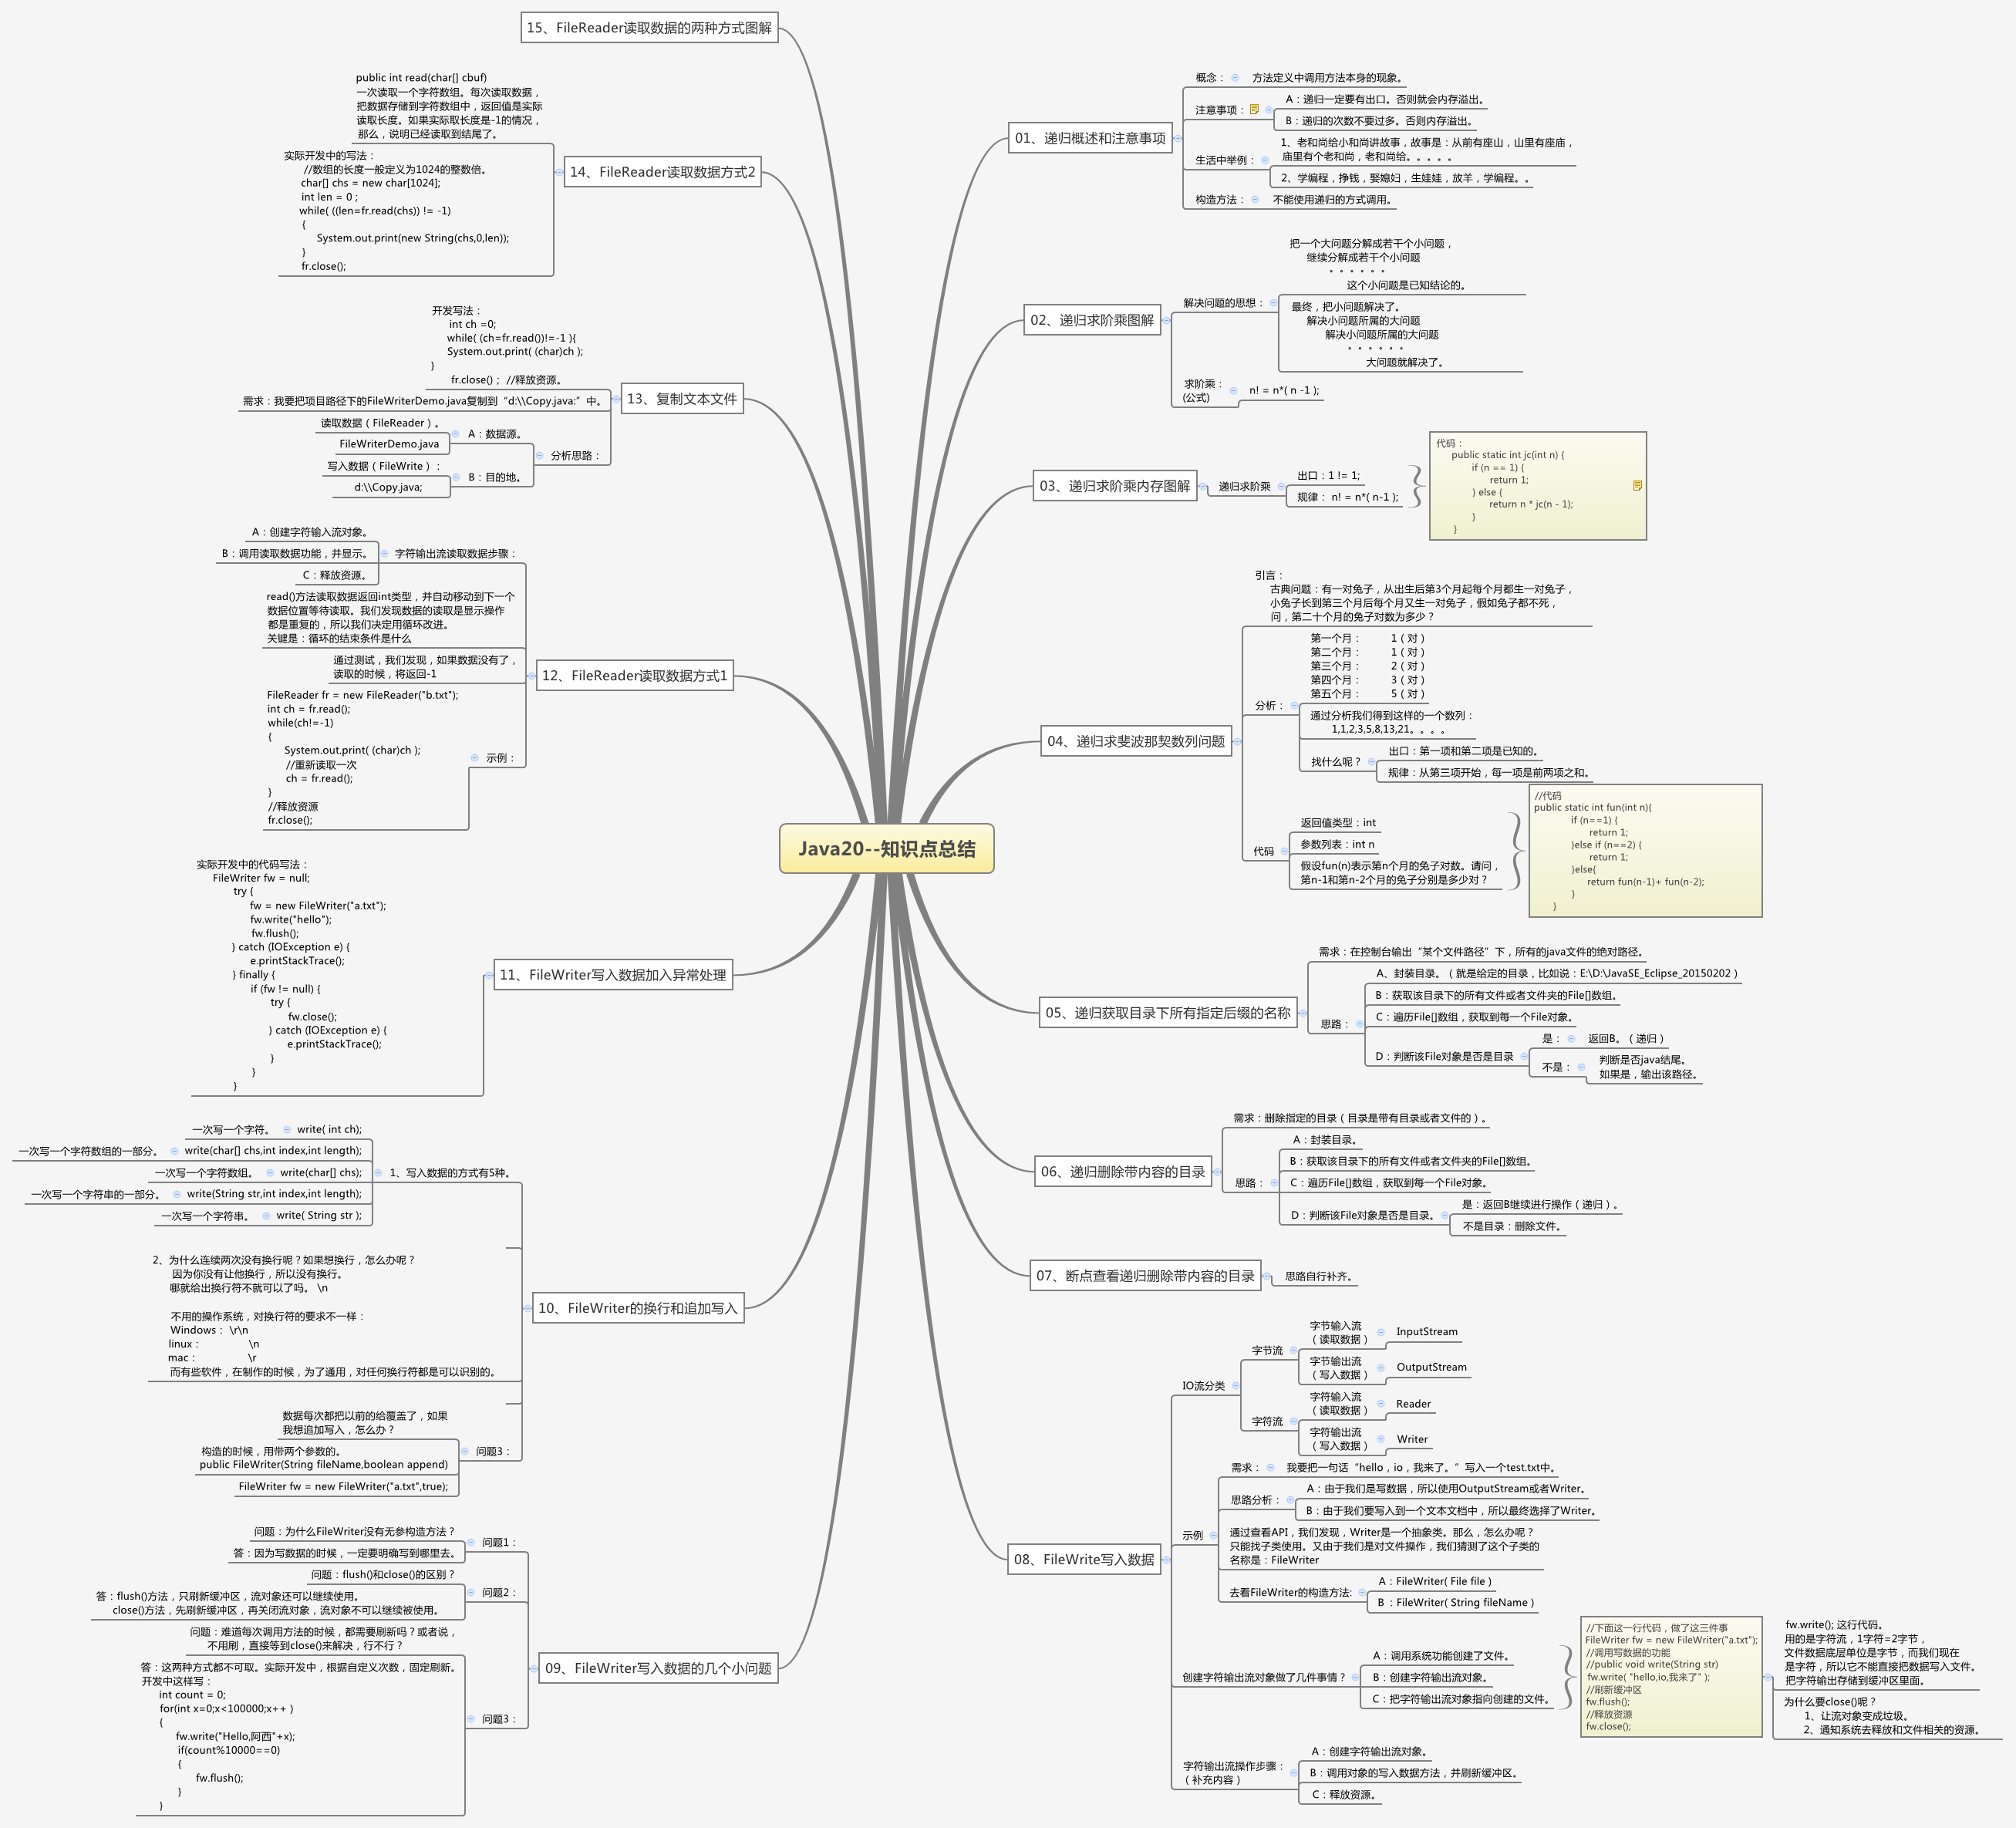 Java20--知识点总结
01、递归概述和注意事项
概念：
方法定义中调用方法本身的现象。
注意事项：
A：递归一定要有出口。否则就会内存溢出。
B：递归的次数不要过多。否则内存溢出。
生活中举例：
1、老和尚给小和尚讲故事，故事是：从前有座山，山里有座庙，
庙里有个老和尚，老和尚给。。。。。
2、学编程，挣钱，娶媳妇，生娃娃，放羊，学编程。。
构造方法：
不能使用递归的方式调用。
02、递归求阶乘图解
解决问题的思想：
把一个大问题分解成若干个小问题，
继续分解成若干个小问题
。。。。。。
这个小问题是已知结论的。
最终，把小问题解决了。
解决小问题所属的大问题
解决小问题所属的大问题
。。。。。。
大问题就解决了。
求阶乘：
(公式)
n! = n*( n -1 );
03、递归求阶乘内存图解
递归求阶乘
出口：1 != 1;
规律： n! = n*( n-1 );
代码：
public static int jc(int n) {
if (n == 1) {
return 1;
} else {
return n * jc(n - 1);
}
}
04、递归求斐波那契数列问题
引言：
古典问题：有一对兔子，从出生后第3个月起每个月都生一对兔子，
小兔子长到第三个月后每个月又生一对兔子，假如兔子都不死，
问，第二十个月的兔子对数为多少？
分析：
第一个月： 1（对）
第二个月： 1（对）
第三个月： 2（对）
第四个月： 3（对）
第五个月： 5（对）
通过分析我们得到这样的一个数列：
1,1,2,3,5,8,13,21。。。。
找什么呢？
出口：第一项和第二项是已知的。
规律：从第三项开始，每一项是前两项之和。
代码
返回值类型：int
参数列表：int n
假设fun(n)表示第n个月的兔子对数。请问，
第n-1和第n-2个月的兔子分别是多少对？
//代码
public static int fun(int n){
if (n==1) {
return 1;
}else if (n==2) {
return 1;
}else{
return fun(n-1)+ fun(n-2);
}
}
05、递归获取目录下所有指定后缀的名称
需求：在控制台输出“某个文件路径”下，所有的java文件的绝对路径。
思路：
A、封装目录。（就是给定的目录，比如说：E:\D:\JavaSE_Eclipse_20150202）
B：获取该目录下的所有文件或者文件夹的File[]数组。
C：遍历File[]数组，获取到每一个File对象。
D：判断该File对象是否是目录
是：
返回B。（递归）
不是：
判断是否java结尾。
如果是，输出该路径。
06、递归删除带内容的目录
需求：删除指定的目录（目录是带有目录或者文件的）。
思路：
A：封装目录。
B：获取该目录下的所有文件或者文件夹的File[]数组。
C：遍历File[]数组，获取到每一个File对象。
D：判断该File对象是否是目录。
是：返回B继续进行操作（递归）。
不是目录：删除文件。
07、断点查看递归删除带内容的目录
思路自行补齐。
08、FileWrite写入数据
IO流分类
字节流
字节输入流
（读取数据）
InputStream
字节输出流
（写入数据）
OutputStream
字符流
字符输入流
（读取数据）
Reader
字符输出流
（写入数据）
Writer
示例
需求：
我要把一句话“hello，io，我来了。”写入一个test.txt中。
思路分析：
A：由于我们是写数据，所以使用OutputStream或者Writer。
B：由于我们要写入到一个文本文档中，所以最终选择了Writer。
通过查看API，我们发现，Writer是一个抽象类。那么，怎么办呢？
只能找子类使用。又由于我们是对文件操作，我们猜测了这个子类的
名称是：FileWriter
去看FileWriter的构造方法:
A：FileWriter( File file )
B ：FileWriter( String fileName )
创建字符输出流对象做了几件事情？
A：调用系统功能创建了文件。
B：创建字符输出流对象。
C：把字符输出流对象指向创建的文件。
//下面这一行代码，做了这三件事
FileWriter fw = new FileWriter("a.txt");
//调用写数据的功能
//public void write(String str)
fw.write( "hello,io,我来了" );
//刷新缓冲区
fw.flush();
//释放资源
fw.close();
fw.write(); 这行代码。
用的是字符流，1字符=2字节，
文件数据底层单位是字节，而我们现在
是字符，所以它不能直接把数据写入文件。
把字符输出存储到缓冲区里面。
为什么要close()呢？
1、让流对象变成垃圾。
2、通知系统去释放和文件相关的资源。
字符输出流操作步骤：
（补充内容）
A：创建字符输出流对象。
B：调用对象的写入数据方法，并刷新缓冲区。
C：释放资源。
15、FileReader读取数据的两种方式图解
14、FileReader读取数据方式2
public int read(char[] cbuf)
一次读取一个字符数组。每次读取数据，
把数据存储到字符数组中，返回值是实际
读取长度。如果实际取长度是-1的情况，
那么，说明已经读取到结尾了。
实际开发中的写法：
//数组的长度一般定义为1024的整数倍。
char[] chs = new char[1024];
int len = 0 ;
while( ((len=fr.read(chs)) != -1)
{
System.out.print(new String(chs,0,len));
}
fr.close();
13、复制文本文件
开发写法：
int ch =0;
while( (ch=fr.read())!=-1 ){
System.out.print( (char)ch );
}
fr.close()； //释放资源。
需求：我要把项目路径下的FileWriterDemo.java复制到“d:\\Copy.java:”中。
分析思路：
A：数据源。
读取数据（FileReader）。
FileWriterDemo.java
B：目的地。
写入数据（FileWrite）：
d:\\Copy.java;
12、FileReader读取数据方式1
字符输出流读取数据步骤：
A：创建字符输入流对象。
B：调用读取数据功能，并显示。
C：释放资源。
read()方法读取数据返回int类型，并自动移动到下一个
数据位置等待读取。我们发现数据的读取是显示操作
都是重复的，所以我们决定用循环改进。
关键是：循环的结束条件是什么
通过测试，我们发现，如果数据没有了，
读取的时候，将返回-1
示例：
FileReader fr = new FileReader("b.txt");
int ch = fr.read();
while(ch!=-1)
{
System.out.print( (char)ch );
//重新读取一次
ch = fr.read();
}
//释放资源
fr.close();
11、FileWriter写入数据加入异常处理
实际开发中的代码写法：
FileWriter fw = null;
try {
fw = new FileWriter("a.txt");
fw.write("hello");
fw.flush();
} catch (IOException e) {
e.printStackTrace();
} finally {
if (fw != null) {
try {
fw.close();
} catch (IOException e) {
e.printStackTrace();
}
}
}
10、FileWriter的换行和追加写入
1、写入数据的方式有5种。
write( int ch);
一次写一个字符。
write(char[] chs,int index,int length);
一次写一个字符数组的一部分。
write(char[] chs);
一次写一个字符数组。
write(String str,int index,int length);
一次写一个字符串的一部分。
write( String str );
一次写一个字符串。
2、为什么连续两次没有换行呢？如果想换行，怎么办呢？
因为你没有让他换行，所以没有换行。
哪就给出换行符不就可以了吗。 \n
不用的操作系统，对换行符的要求不一样：
Windows： \r\n
linux： \n
mac： \r
而有些软件，在制作的时候，为了通用，对任何换行符都是可以识别的。
问题3：
数据每次都把以前的给覆盖了，如果
我想追加写入，怎么办？
构造的时候，用带两个参数的。
public FileWriter(String fileName,boolean append)
FileWriter fw = new FileWriter("a.txt",true);
09、FileWriter写入数据的几个小问题
问题1：
问题：为什么FileWriter没有无参构造方法？
答：因为写数据的时候，一定要明确写到哪里去。
问题2：
问题：flush()和close()的区别？
答：flush()方法，只刷新缓冲区，流对象还可以继续使用。
close()方法，先刷新缓冲区，再关闭流对象，流对象不可以继续被使用。
问题3：
问题：难道每次调用方法的时候，都需要刷新吗？或者说，
不用刷，直接等到close()来解决，行不行？
答：这两种方式都不可取。实际开发中，根据自定义次数，固定刷新。
开发中这样写：
int count = 0;
for(int x=0;x<100000;x++ )
{
fw.write("Hello,阿西"+x);
if(count%10000==0)
{
fw.flush();
}
}